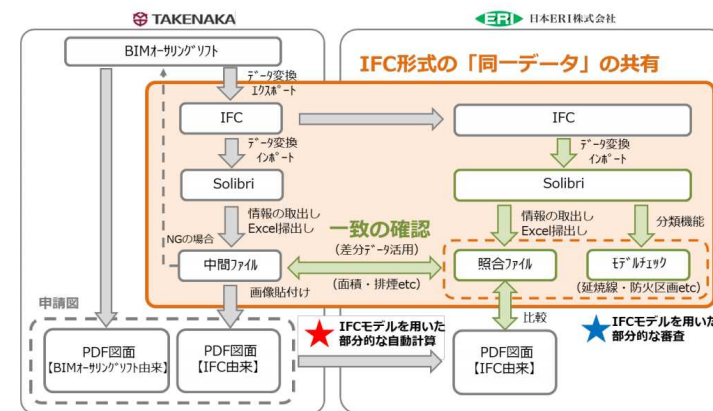 TAKENAKA
ERI 日本ERI株式会社
BIMオーサリングソフト
IFC形式の「同一データ」の共有
データ変換
エクスポート
IFC
IFC
データ変換
インポート
データ変換
インポート
Solibri
Solibri
情報の取出し
Excel掃出し
一致の確認
(差分データ活用)
情報の取出し
Excel掃出し
分類機能
NGの場合
中間ファイル
照合ファイル
モデルチェック
(面積・排煙etc)
(延焼線・防火区画etc)
申請図
画像貼付け
比較
★IFCモデルを用いた
部分的な自動計算
★IFCモデルを用いた
部分的な審査
PDF図面
【BIMオーサリングソフト由来】
PDF図面
【IFC由来】
PDF図面
【IFC由来】